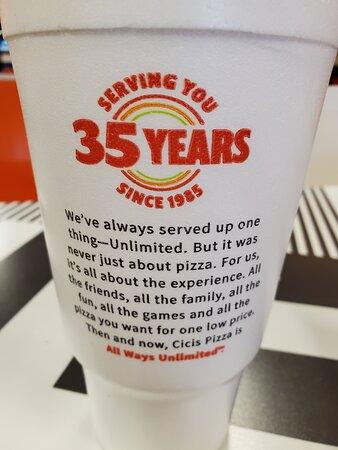 SERVING YOU
35 YEARS
SINCE 1985
We've always served up one
thing—Unlimited. But it was
never just about pizza. For us,
it's all about the experience. All
the friends, all the family, all the
fun, all the games and all the
pizza you want for one low price.
Then and now, Cicis Pizza is
All Ways Unlimited™